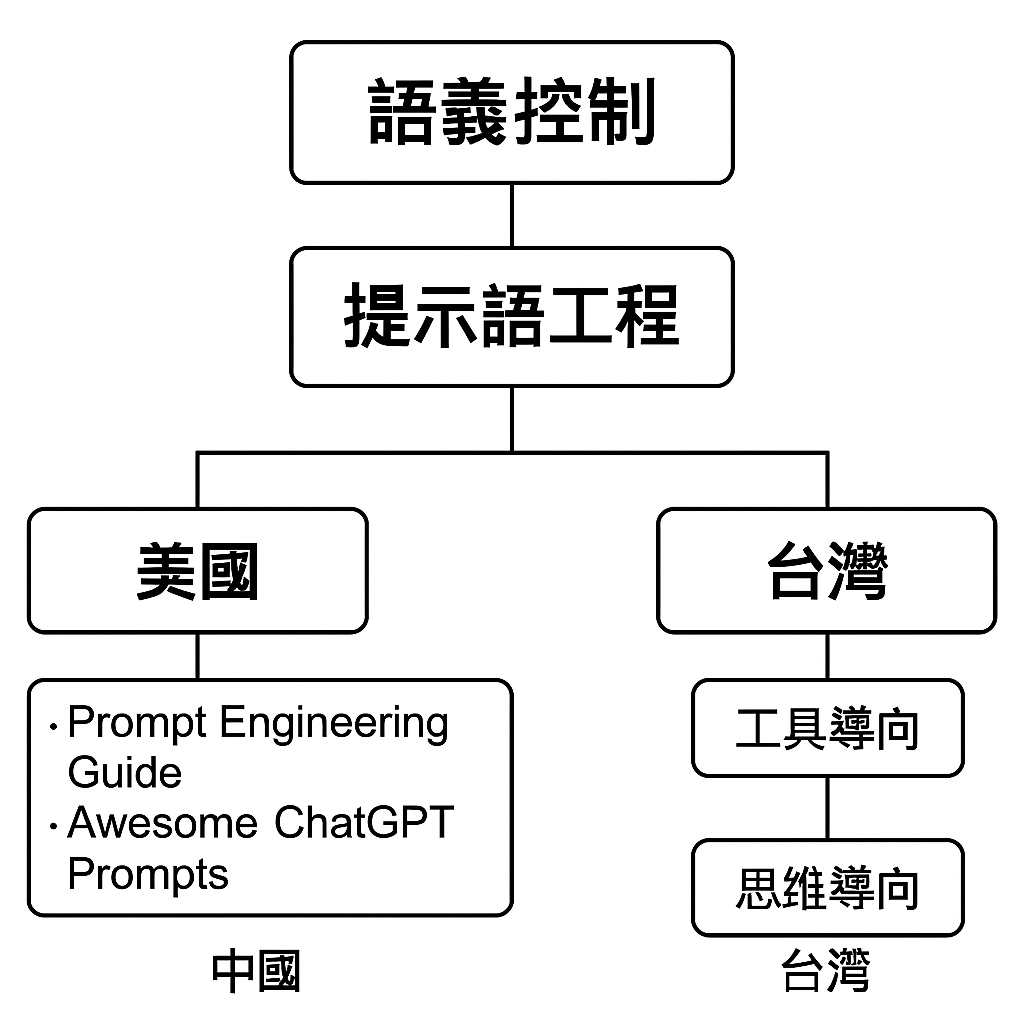 語義控制
提示語工程
美國
台灣
· Prompt Engineering
Guide
· Awesome ChatGPT
Prompts
工具導向
思维導向
中國
台灣